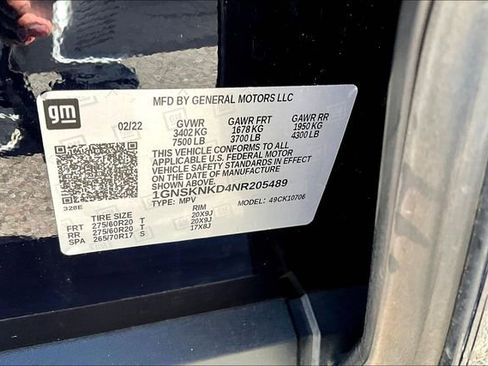 gm
MFD BY GENERAL MOTORS LLC
02/22 GVWR GAWR FRT GAWR RR
3402 KG 1678 KG 1950 KG
7500 LB 3700 LB 4300 LB
THIS VEHICLE CONFORMS TO ALL
APPLICABLE U.S. FEDERAL MOTOR
VEHICLE SAFETY STANDARDS IN
EFFECT ON THE DATE OF MANUFACTURE
SHOWN ABOVE.
1GNSKNKD4NR205489
TYPE: MPV MODEL: 49CK10706
328E
TIRE SIZE RIM
FRT 275/60R20 T 20X9J
RR 275/60R20 T 20X9J
SPA 265/70R17 S 17X8J